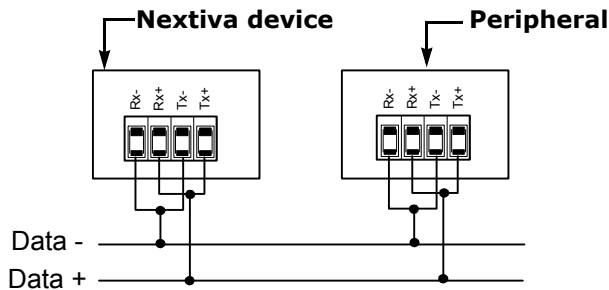 Nextiva device
Peripheral
Rx-
Rx+
Tx-
Tx+
Rx-
Rx+
Tx-
Tx+
Data -
Data +